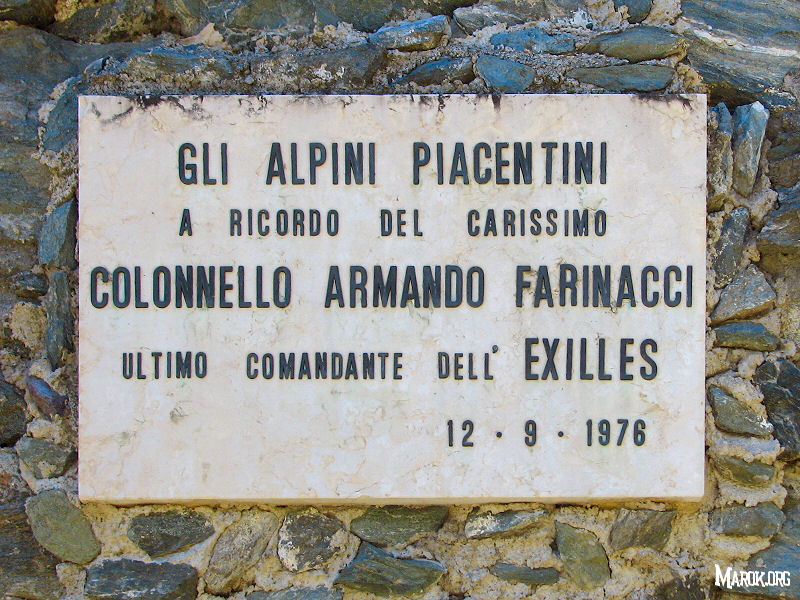 GLI ALPINI PIACENTINI
A RICORDO DEL CARISSIMO
COLONNELLO ARMANDO FARINACCI
ULTIMO COMANDANTE DELL' EXILLES
12 • 9 • 1976
MAROK.ORG